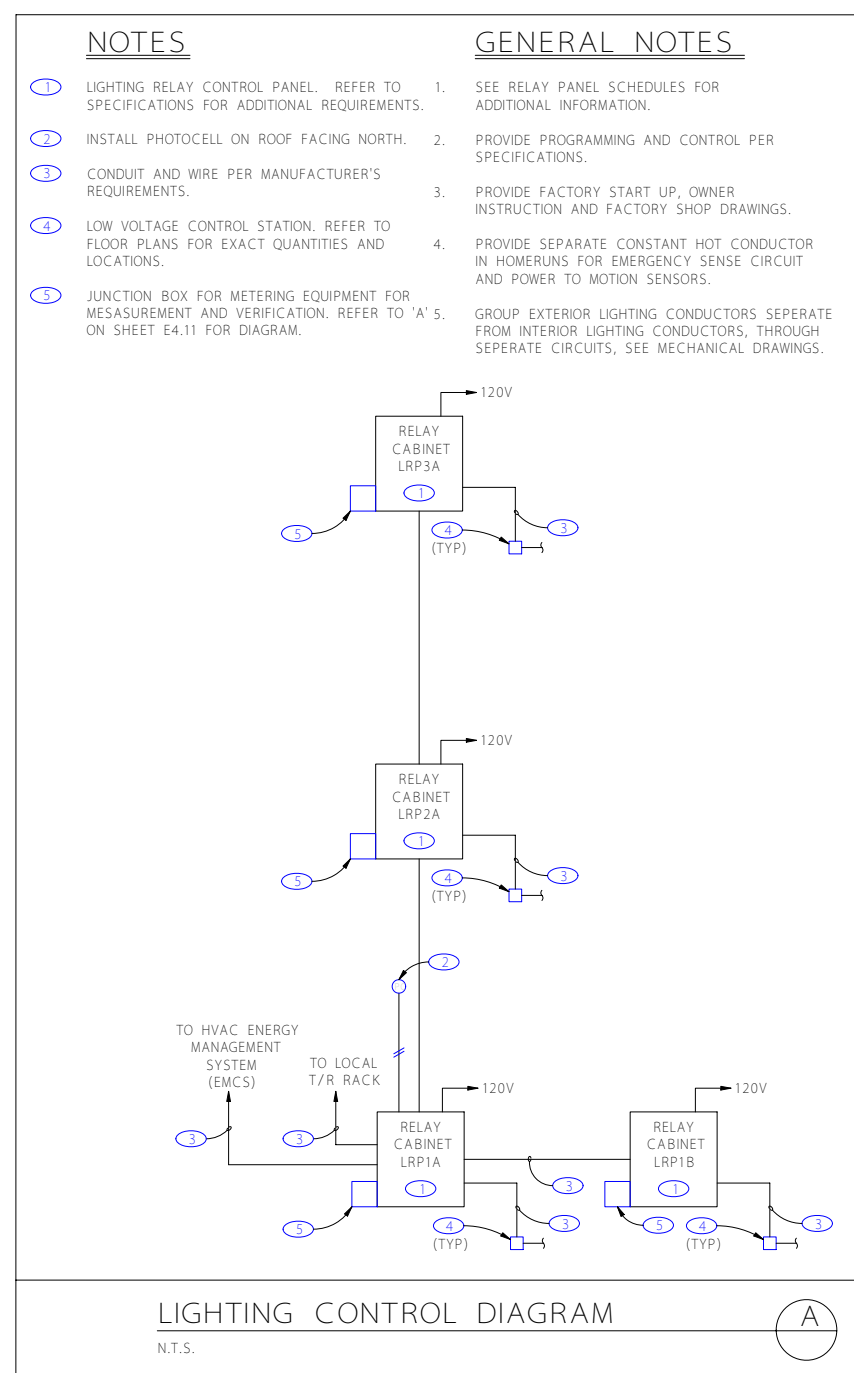 NOTES
1 LIGHTING RELAY CONTROL PANEL. REFER TO
SPECIFICATIONS FOR ADDITIONAL REQUIREMENTS.
2 INSTALL PHOTOCELL ON ROOF FACING NORTH.
3 CONDUIT AND WIRE PER MANUFACTURER'S
REQUIREMENTS.
4 LOW VOLTAGE CONTROL STATION. REFER TO
FLOOR PLANS FOR EXACT QUANTITIES AND
LOCATIONS.
5 JUNCTION BOX FOR METERING EQUIPMENT FOR
MESASUREMENT AND VERIFICATION. REFER TO 'A'
ON SHEET E4.11 FOR DIAGRAM.
GENERAL NOTES
1. SEE RELAY PANEL SCHEDULES FOR
ADDITIONAL INFORMATION.
2. PROVIDE PROGRAMMING AND CONTROL PER
SPECIFICATIONS.
3. PROVIDE FACTORY START UP, OWNER
INSTRUCTION AND FACTORY SHOP DRAWINGS.
4. PROVIDE SEPARATE CONSTANT HOT CONDUCTOR
IN HOMERUNS FOR EMERGENCY SENSE CIRCUIT
AND POWER TO MOTION SENSORS.
5. GROUP EXTERIOR LIGHTING CONDUCTORS SEPERATE
FROM INTERIOR LIGHTING CONDUCTORS, THROUGH
SEPERATE CIRCUITS, SEE MECHANICAL DRAWINGS.
120V
RELAY
CABINET
LRP3A
1
5
4
(TYP)
3
120V
RELAY
CABINET
LRP2A
1
5
4
(TYP)
3
2
TO HVAC ENERGY
MANAGEMENT
SYSTEM
(EMCS)
TO LOCAL
T/R RACK
3
3
120V
RELAY
CABINET
LRP1A
1
5
4
(TYP)
3
3
120V
RELAY
CABINET
LRP1B
1
5
4
(TYP)
3
LIGHTING CONTROL DIAGRAM
A
N.T.S.